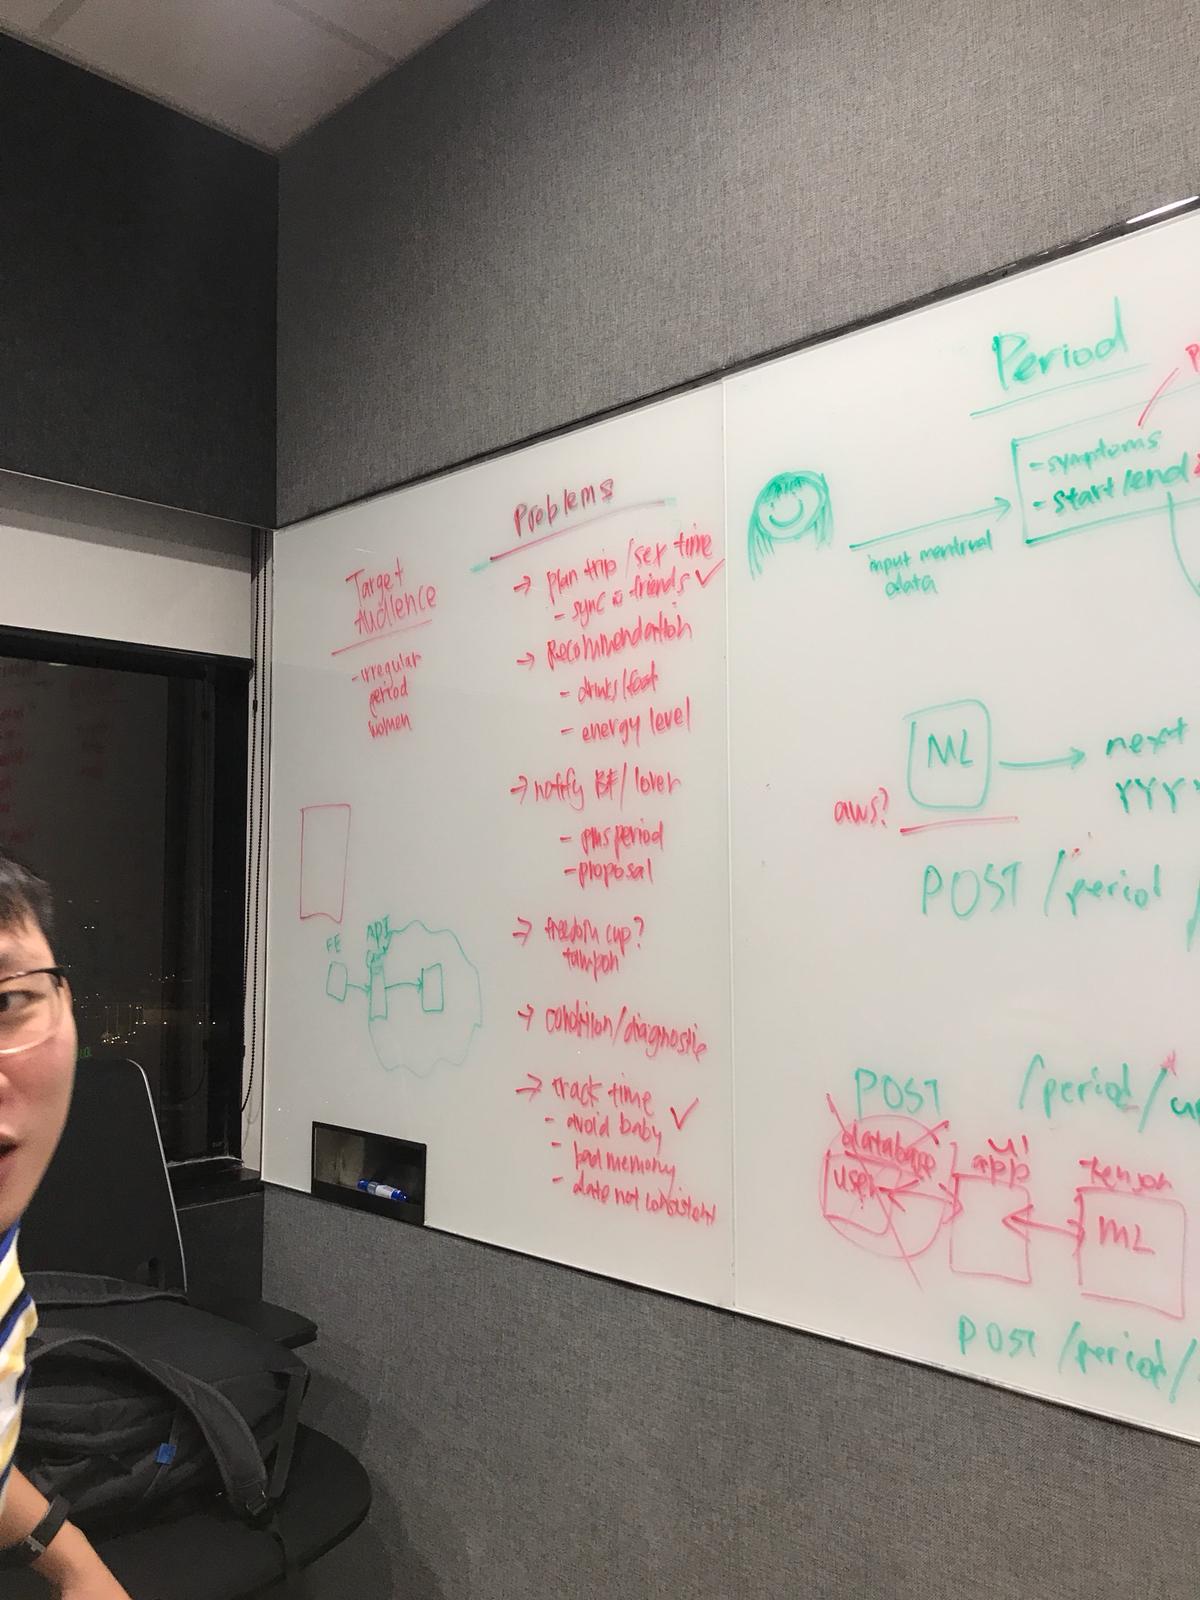 Target
Audience
- irregular
period
women
FE
API
Problems
→ plan trip / sex time
- sync w friends ✓
→ Recommendation
- drinks/food
- energy level
→ notify BF/ lover
- pms period
- proposal
→ freedom cup?
tampon
→ condition/diagnostic
→ track time ✓
- avoid baby
- bad memory
- date not consistent
Period
- symptoms
- start/end
input menstrual
data
ML → next
aws?
POST /period /
POST /period/
database
user
ui
app
ML
POST /period/